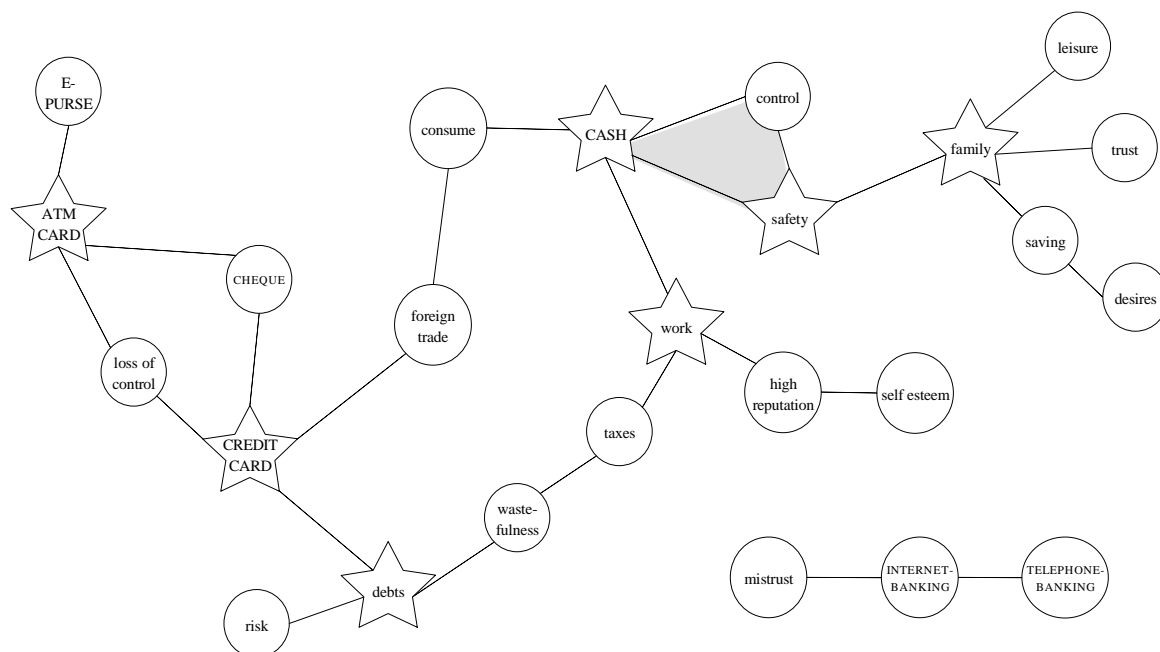 leisure
E-
PURSE
control
consume
CASH
family
trust
ATM
CARD
safety
saving
CHEQUE
desires
foreign
trade
work
loss of
control
high
reputation
self esteem
taxes
CREDIT
CARD
waste-
fulness
mistrust
INTERNET-
BANKING
TELEPHONE-
BANKING
debts
risk